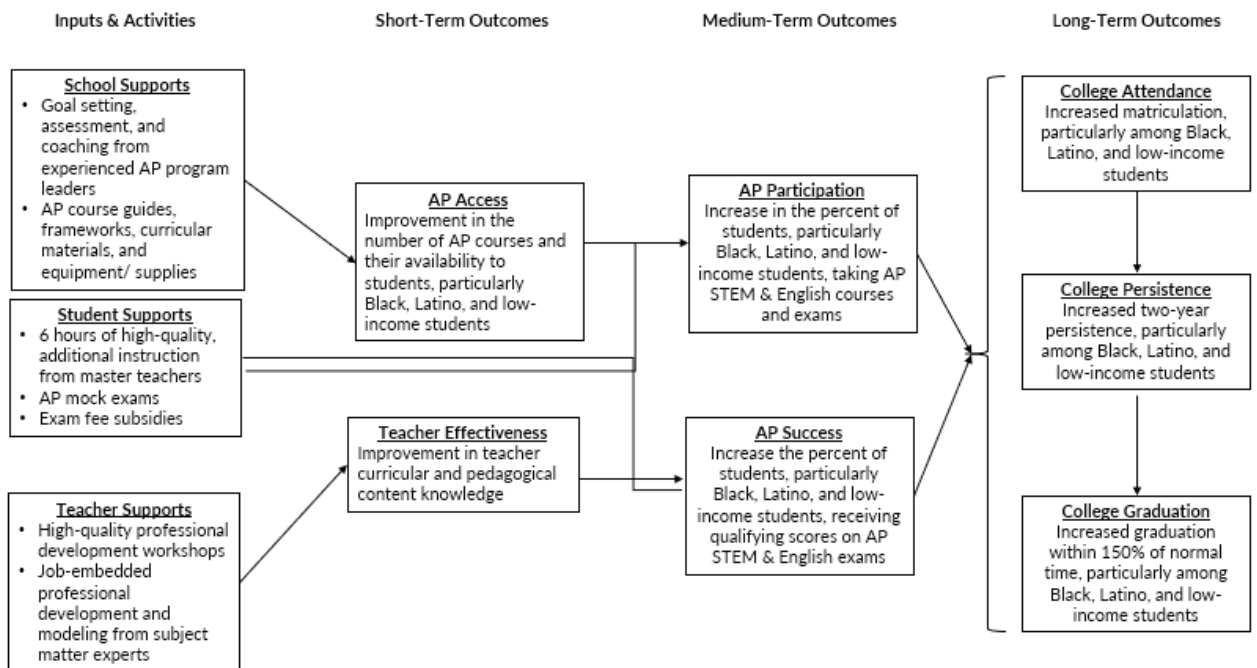 Inputs & Activities
Short-Term Outcomes
Medium-Term Outcomes
Long-Term Outcomes
School Supports
• Goal setting,
assessment, and
coaching from
experienced AP program
leaders
• AP course guides,
frameworks, curricular
materials, and
equipment/ supplies
Student Supports
• 6 hours of high-quality,
additional instruction
from master teachers
• AP mock exams
• Exam fee subsidies
Teacher Supports
• High-quality professional
development workshops
• Job-embedded
professional
development and
modeling from subject
matter experts
AP Access
Improvement in the
number of AP courses and
their availability to
students, particularly
Black, Latino, and low-
income students
Teacher Effectiveness
Improvement in teacher
curricular and pedagogical
content knowledge
AP Participation
Increase in the percent of
students, particularly
Black, Latino, and low-
income students, taking AP
STEM & English courses
and exams
AP Success
Increase the percent of
students, particularly
Black, Latino, and low-
income students, receiving
qualifying scores on AP
STEM & English exams
College Attendance
Increased matriculation,
particularly among Black,
Latino, and low-income
students
College Persistence
Increased two-year
persistence, particularly
among Black, Latino, and
low-income students
College Graduation
Increased graduation
within 150% of normal
time, particularly among
Black, Latino, and low-
income students